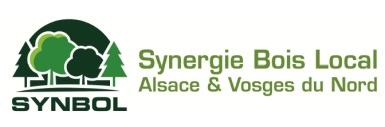 SYNBOL
Synergie Bois Local
Alsace & Vosges du Nord